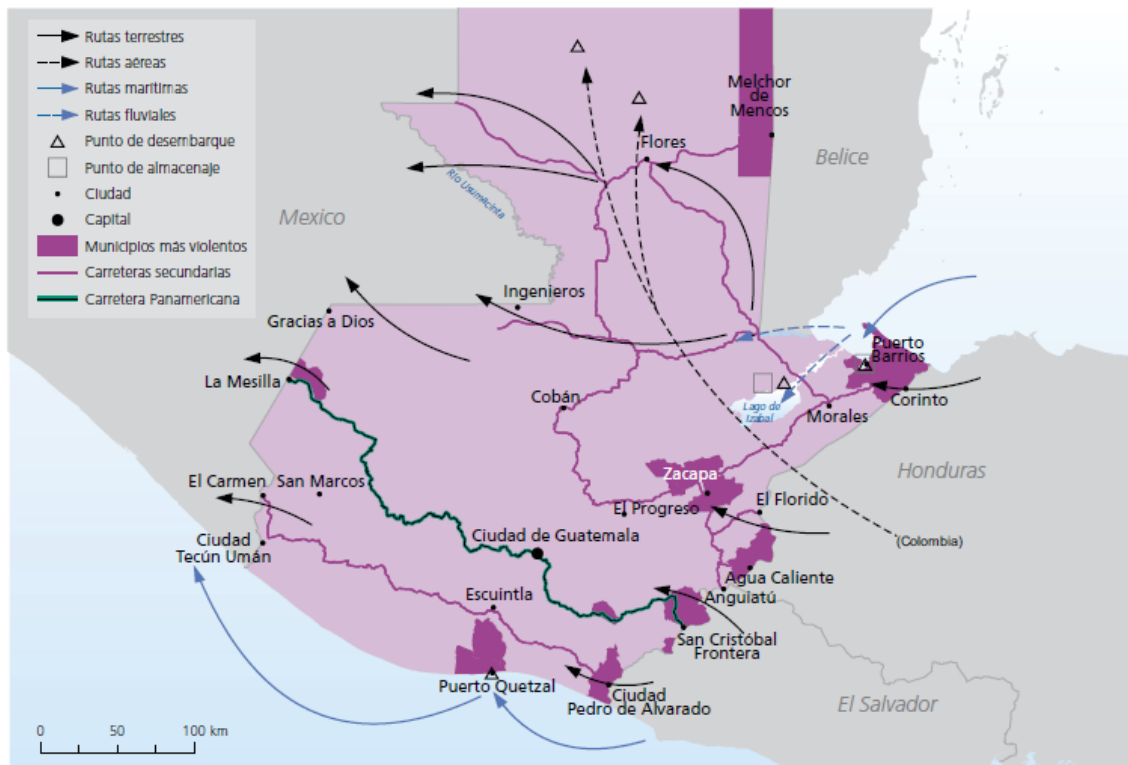 Rutas terrestres
Rutas aéreas
Rutas marítimas
Rutas fluviales
Punto de desembarque
Punto de almacenaje
Ciudad
Capital
Municipios más violentos
Carreteras secundarias
Carretera Panamericana
Melchor
de
Mencos
Flores
Belice
Río Usumacinta
Mexico
Ingenieros
Gracias a Dios
Puerto
Barrios
La Mesilla
Cobán
Lago de
Izabal
Morales
Corinto
Zacapa
Honduras
El Carmen
San Marcos
El Progreso
El Florido
Ciudad
Tecún Umán
Ciudad de Guatemala
(Colombia)
Agua Caliente
Anguiatú
Escuintla
San Cristóbal
Frontera
Puerto Quetzal
Ciudad
Pedro de Alvarado
El Salvador
0 50 100 km